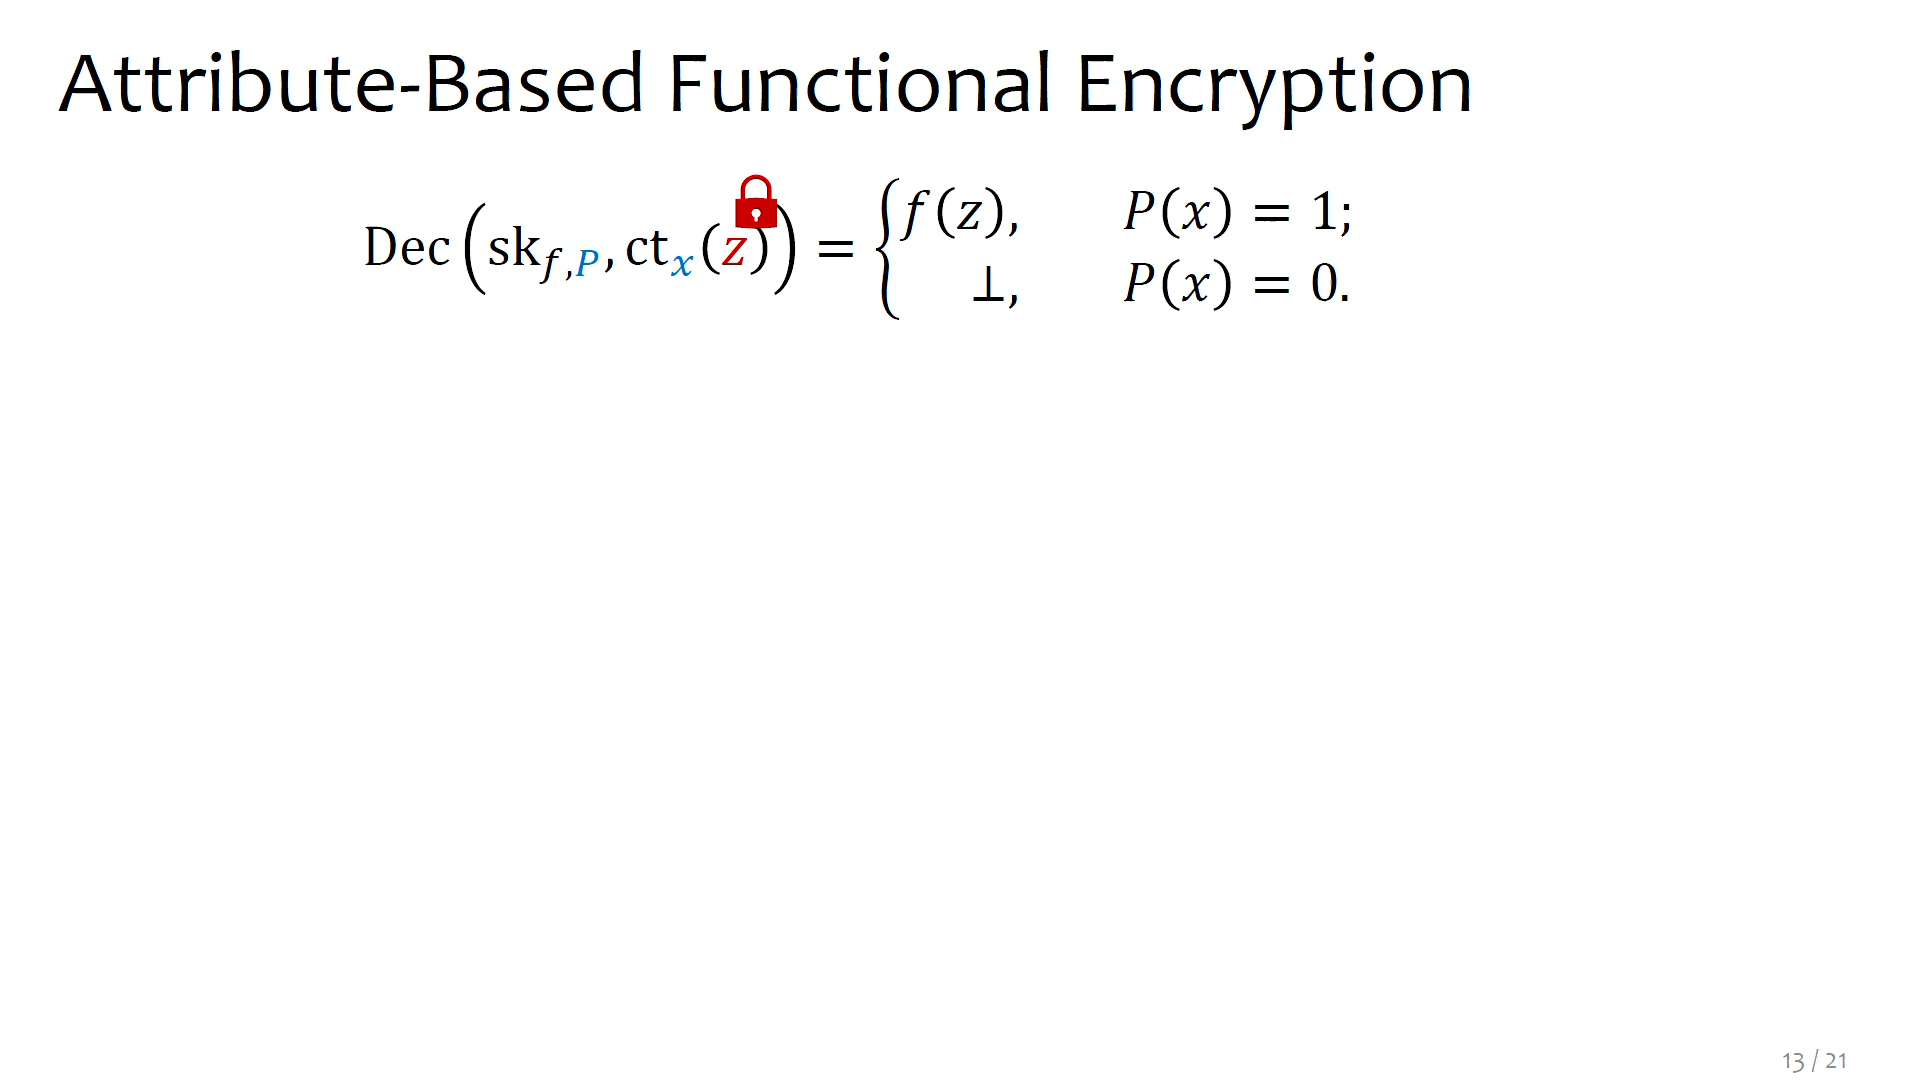 Attribute-Based Functional Encryption
Dec(sk_{f,P}, ct_x(z)) = { f(z), P(x) = 1;
⊥, P(x) = 0.
13 / 21